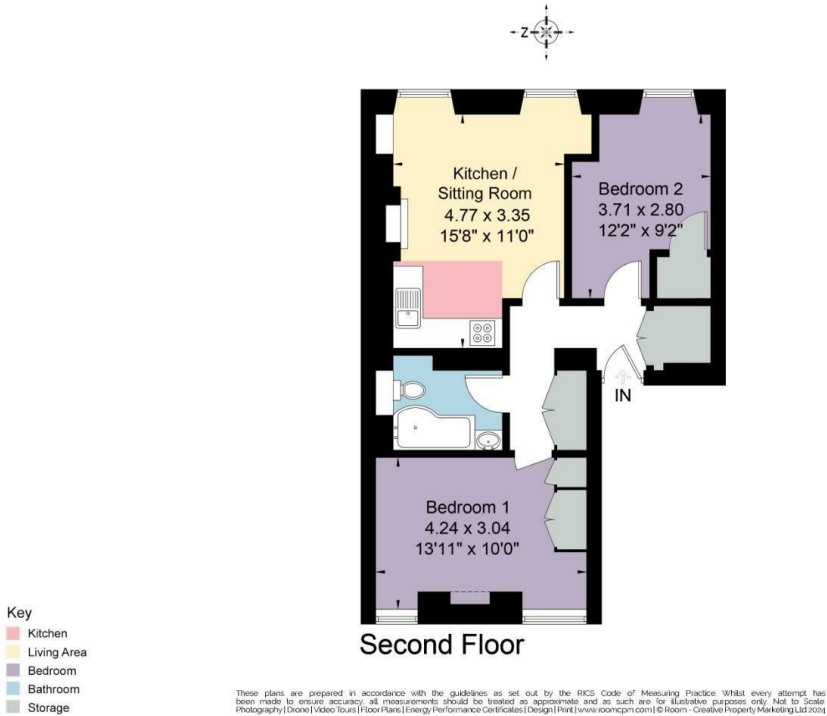 Z
Kitchen /
Sitting Room
4.77 x 3.35
15'8" x 11'0"
Bedroom 2
3.71 x 2.80
12'2" x 9'2"
IN
Bedroom 1
4.24 x 3.04
13'11" x 10'0"
Second Floor
Key
Kitchen
Living Area
Bedroom
Bathroom
Storage
These plans are prepared in accordance with the guidelines as set out by the RICS Code of Measuring Practice. Whilst every attempt has
been made to ensure accuracy, all measurements should be treated as approximate and as such are for illustrative purposes only. Not to Scale.
Photography | Drone | Video Tours | Floor Plans | Energy Performance Certificates | Design | Print | www.roomcpm.com | © Room - Creative Property Marketing Ltd 2024